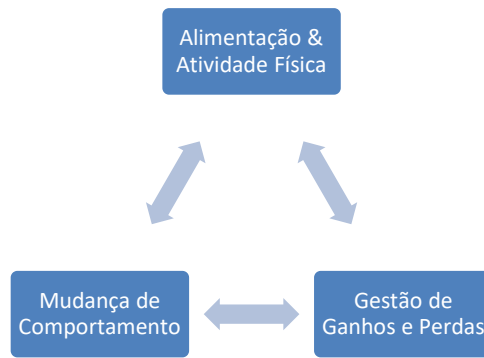 Alimentação &
Atividade Física
Mudança de
Comportamento
Gestão de
Ganhos e Perdas